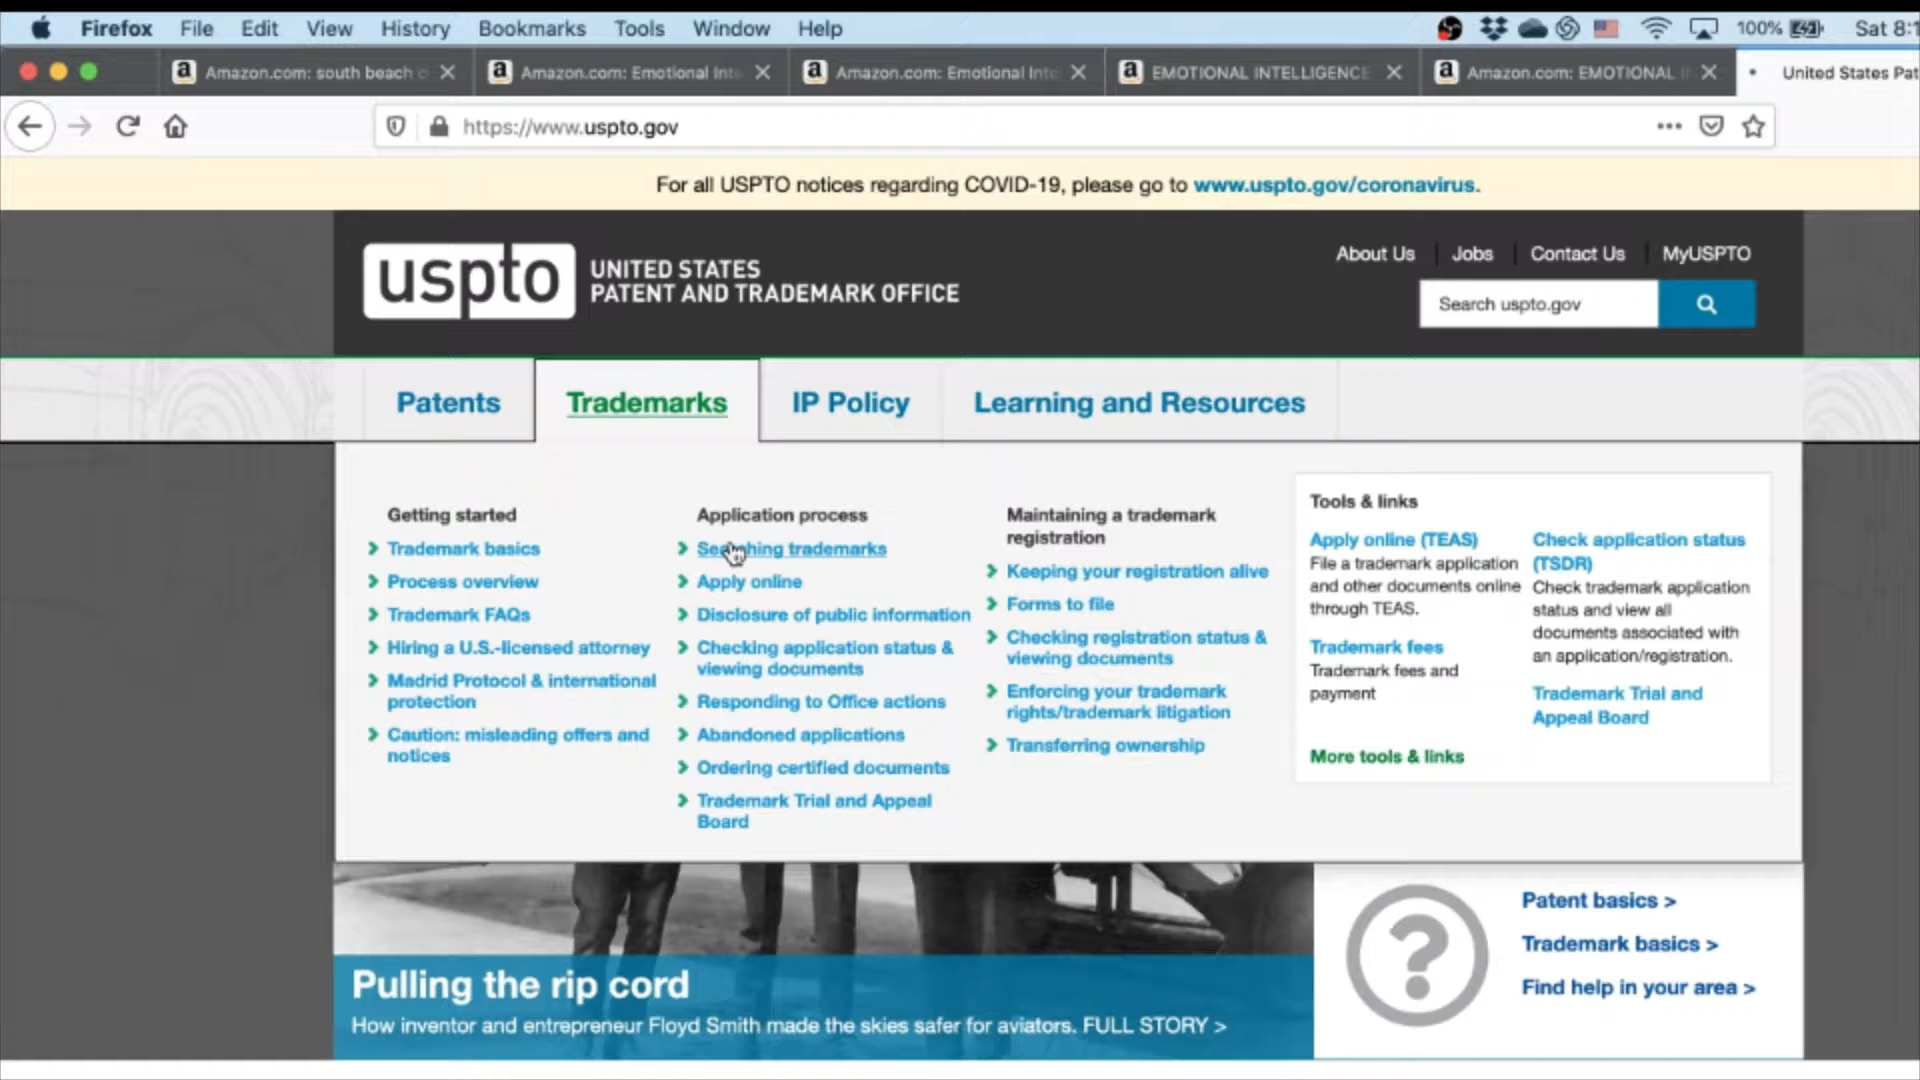 Firefox File Edit View History Bookmarks Tools Window Help 100% Sat 8:1
Amazon.com: south beach
Amazon.com: Emotional Inte
Amazon.com: Emotional Inte
EMOTIONAL INTELLIGENCE
Amazon.com: EMOTIONAL I
United States Pat
https://www.uspto.gov
For all USPTO notices regarding COVID-19, please go to www.uspto.gov/coronavirus.
uspto
UNITED STATES
PATENT AND TRADEMARK OFFICE
About Us Jobs Contact Us MyUSPTO
Search uspto.gov
Patents Trademarks IP Policy Learning and Resources
Getting started
Trademark basics
Process overview
Trademark FAQs
Hiring a U.S.-licensed attorney
Madrid Protocol & international
protection
Caution: misleading offers and
notices
Application process
Searching trademarks
Apply online
Disclosure of public information
Checking application status &
viewing documents
Responding to Office actions
Abandoned applications
Ordering certified documents
Trademark Trial and Appeal
Board
Maintaining a trademark
registration
Keeping your registration alive
Forms to file
Checking registration status &
viewing documents
Enforcing your trademark
rights/trademark litigation
Transferring ownership
Tools & links
Apply online (TEAS)
File a trademark application
and other documents online
through TEAS.
Trademark fees
Trademark fees and
payment
More tools & links
Check application status
(TSDR)
Check trademark application
status and view all
documents associated with
an application/registration.
Trademark Trial and
Appeal Board
Pulling the rip cord
How inventor and entrepreneur Floyd Smith made the skies safer for aviators. FULL STORY >
Patent basics >
Trademark basics >
Find help in your area >